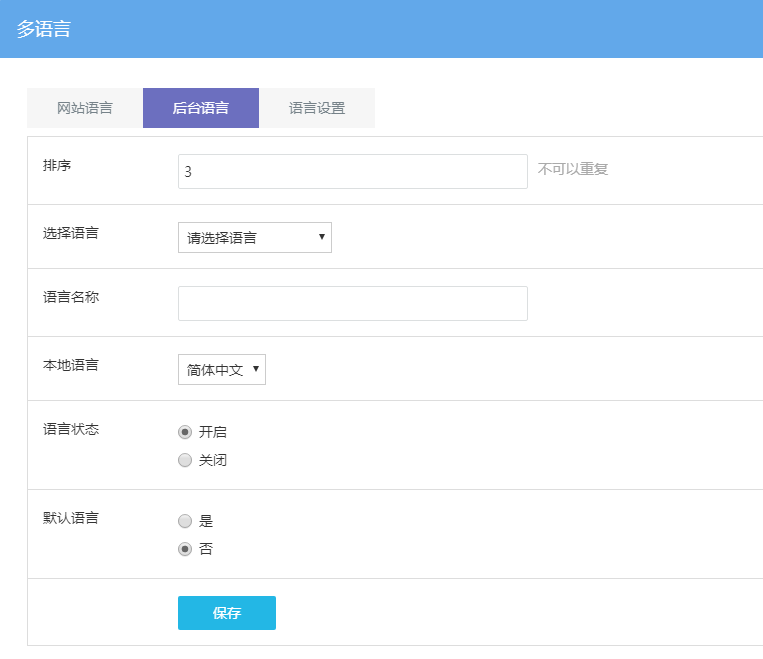 多语言
网站语言 后台语言 语言设置
排序 3 不可以重复
选择语言 请选择语言
语言名称
本地语言 简体中文
语言状态 开启
关闭
默认语言 是
否
保存